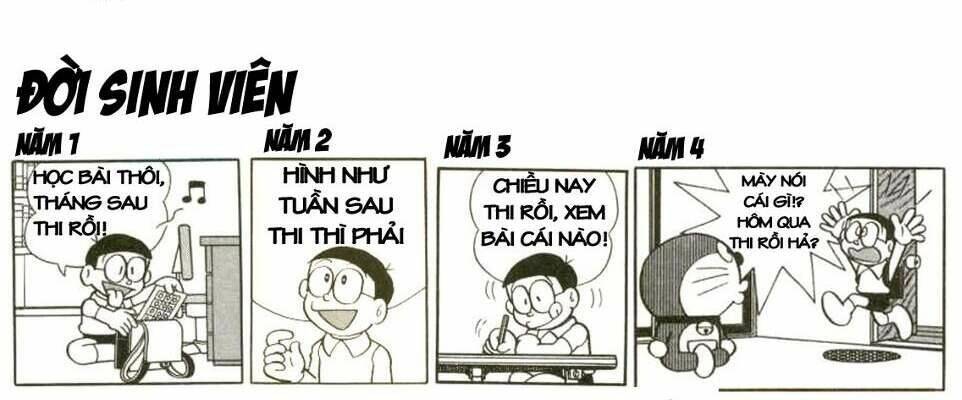 ĐỜI SINH VIÊN
NĂM 1
HỌC BÀI THÔI,
THÁNG SAU
THI RỒI!
NĂM 2
HÌNH NHƯ
TUẦN SAU
THI THÌ PHẢI
NĂM 3
CHIỀU NAY
THI RỒI, XEM
BÀI CÁI NÀO!
NĂM 4
MÀY NÓI
CÁI GÌ!?
HÔM QUA
THI RỒI HẢ?